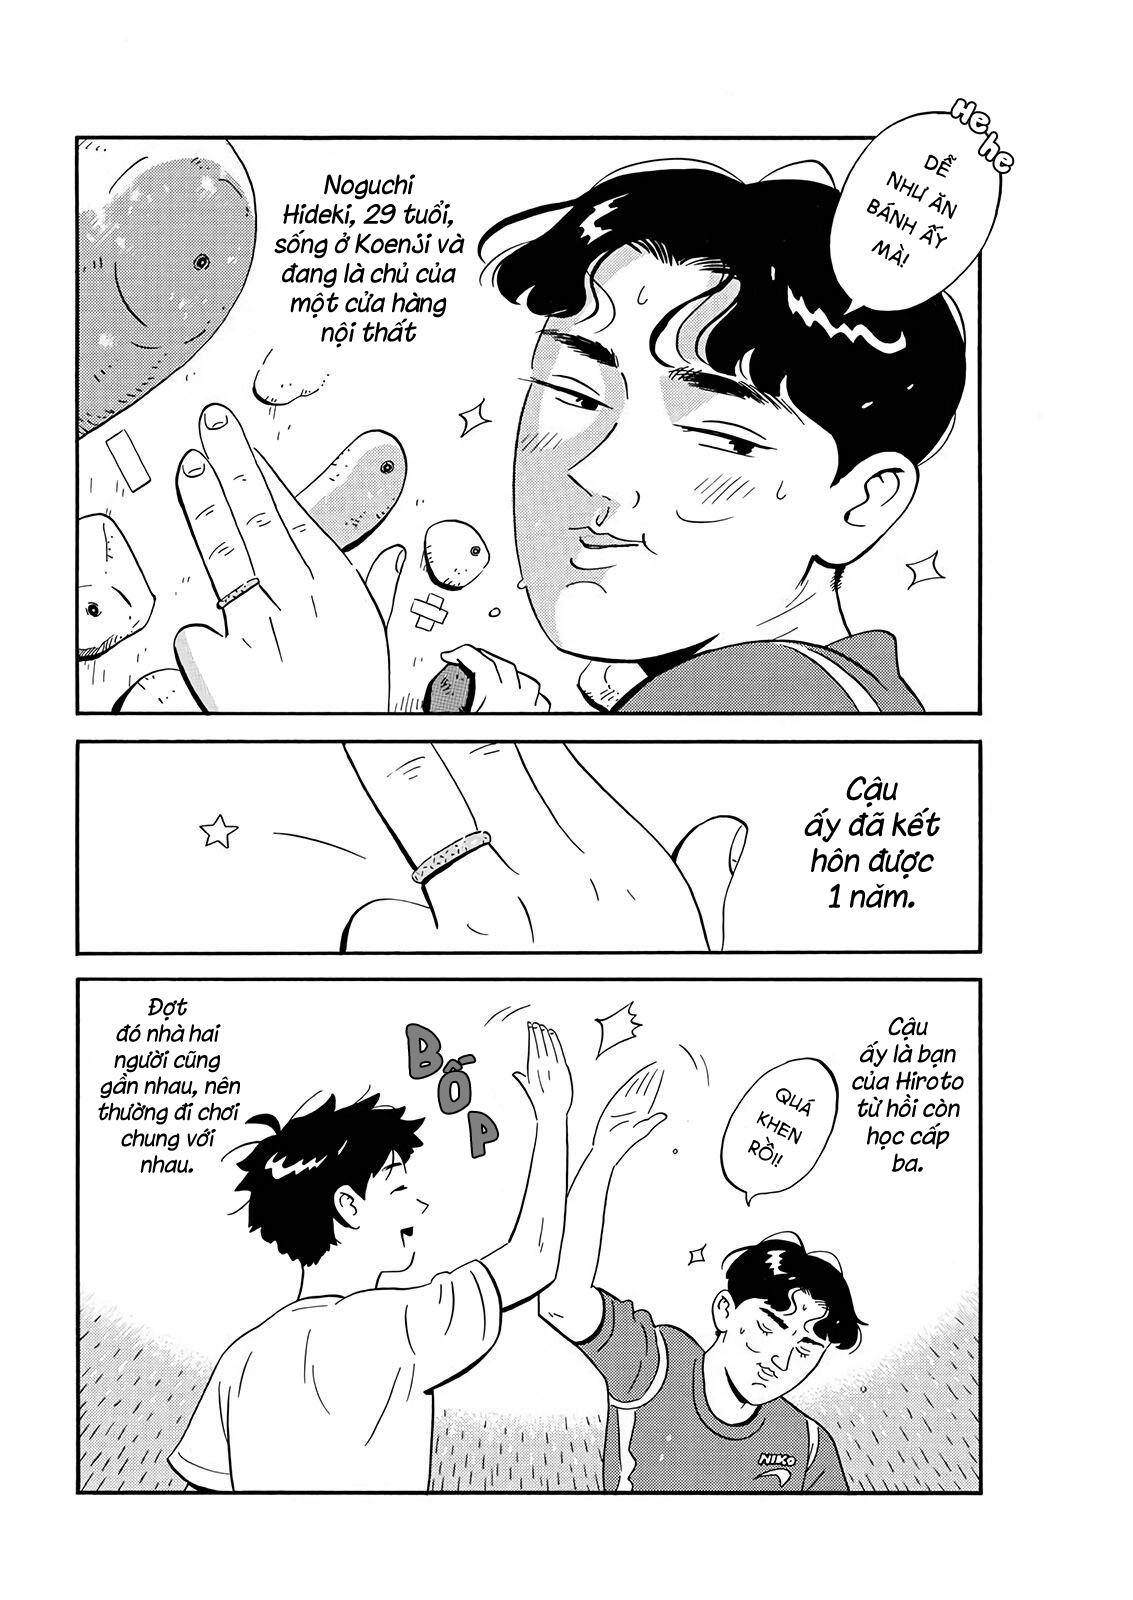 He he
DỄ
NHƯ ĂN
BÁNH ẤY
MÀ!
Noguchi
Hideki, 29 tuổi,
sống ở Koenji và
đang là chủ của
một cửa hàng
nội thất
Cậu
ấy đã kết
hôn được
1 năm.
Cậu
ấy là bạn
của Hiroto
từ hồi còn
học cấp
ba.
QUÁ
KHEN
RỒI!
BỐP
Đợt
đó nhà hai
người cũng
gần nhau, nên
thường đi chơi
chung với
nhau.
NIKO